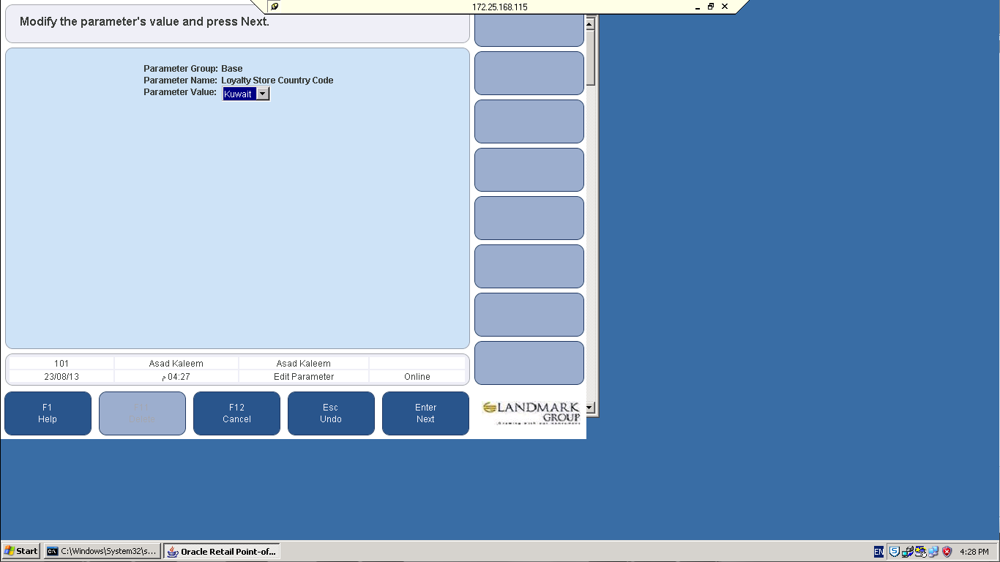 172.25.168.115
Modify the parameter's value and press Next.
Parameter Group: Base
Parameter Name: Loyalty Store Country Code
Parameter Value: Kuwait
101 Asad Kaleem Asad Kaleem
23/08/13 04:27 م Edit Parameter Online
F1 Help
F12 Cancel
Esc Undo
Enter Next
LANDMARK
GROUP
Start C:\Windows\System32\s... Oracle Retail Point-of... EN 4:28 PM